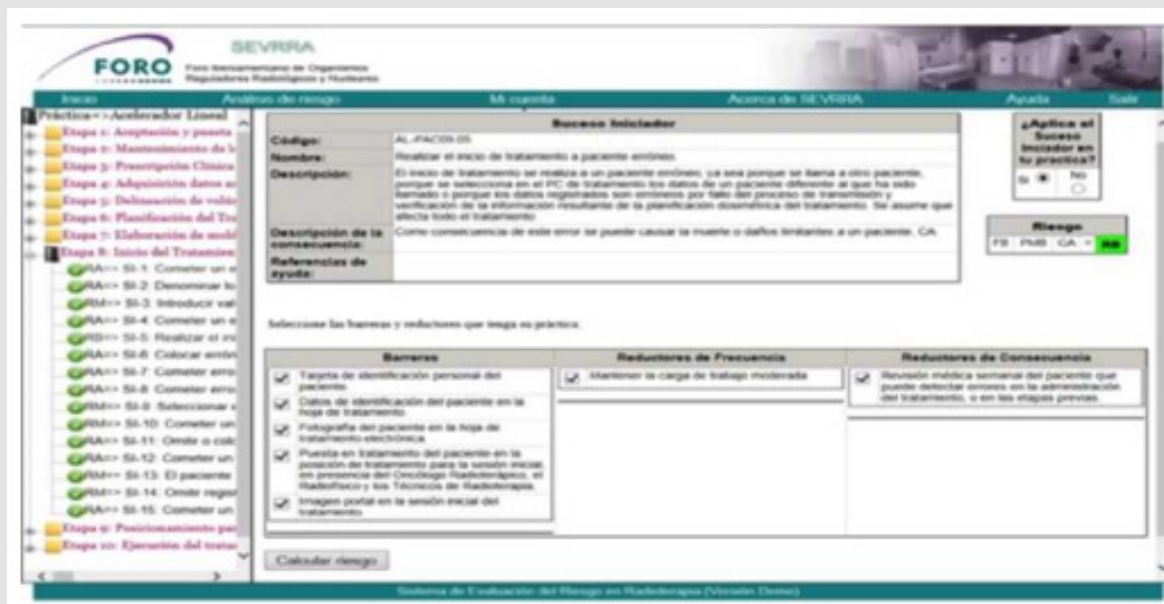 SEVRRA
FORO
Foro Iberoamericano de Organismos
Reguladores Radiológicos y Nucleares
Inicio Análisis de riesgo Mi cuenta Acerca de SEVRRA Ayuda Salir
Práctica=>Acelerador Lineal
Etapa 1: Aceptación y puesta
Etapa 2: Mantenimiento de l
Etapa 3: Prescripción Clínica
Etapa 4: Adquisición datos
Etapa 5: Delineación de
Etapa 6: Planificación del
Etapa 7: Elaboración de
Etapa 8: Inicio del Tratamien
RA=> SI-1: Cometer un e
RA=> SI-2: Denominar
RM=> SI-3: Introducir val
RA=> SI-4: Cometer un e
RB=> SI-5: Realizar el ini
RA=> SI-6: Colocar errón
RA=> SI-7: Cometer erro
RA=> SI-8: Cometer erro
RM=> SI-9: Seleccionar
RM=> SI-10: Cometer un
RA=> SI-11: Omite o
RA=> SI-12: Cometer un
RM=> SI-13: El paciente
RM=> SI-14: Omitir regist
RA=> SI-15: Cometer un
Etapa 9: Posicionamiento
Etapa 10: Ejecución del
Suceso Iniciador
Código: AL-PAC09.05
Nombre: Realizar el inicio de tratamiento a paciente erróneo.
Descripción: El inicio de tratamiento se realiza a un paciente erróneo, ya sea porque se llama a otro paciente,
porque se selecciona en el PC de tratamiento los datos de un paciente diferente al que ha sido
llamado o porque los datos registrados son erróneos por fallo del proceso de transmisión y
verificación de la información resultante de la planificación dosimétrica del tratamiento. Se asume que
afecta todo el tratamiento
Descripción de la
consecuencia:
Como consecuencia de este error se puede causar la muerte o daños limitantes a un paciente. CA
Referencias de
ayuda:
¿Aplica el
Suceso
Inciador en
tu practica?
Si No
Riesgo
FB PMB CA = RB
Seleccione las barreras y reductores que tenga su práctica:
Barreras
Tarjeta de identificación personal del
paciente
Datos de identificación del paciente en la
hoja de tratamiento.
Fotografía del paciente en la hoja de
tratamiento electrónica
Puesta en tratamiento del paciente en la
posición de tratamiento para la sesión inicial,
en presencia del Oncólogo Radioterápico, el
Radiofísico y los Técnicos de Radioterapia.
Imagen portal en la sesión inicial del
tratamiento
Reductores de Frecuencia
Mantener la carga de trabajo moderada
Reductores de Consecuencia
Revisión médica semanal del paciente que
puede detectar errores en la administración
del tratamiento, o en las etapas previas.
Calcular riesgo
Sistema de Evaluación del Riesgo en Radioterapia (Versión Demo)